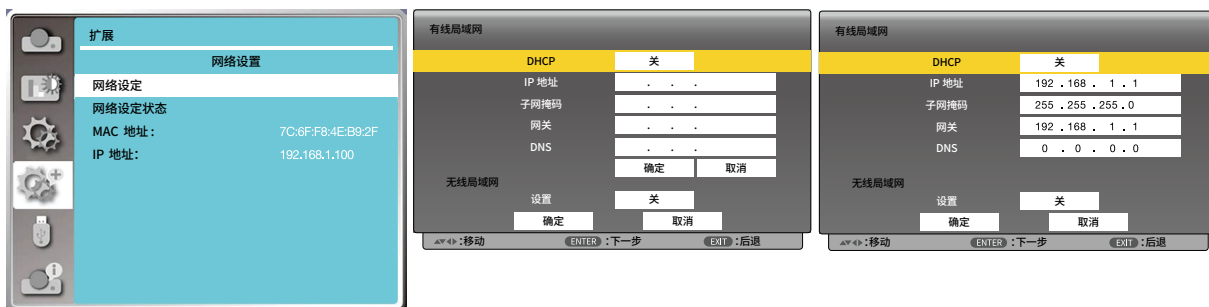 扩展
网络设置
网络设定
网络设定状态
MAC 地址: 7C:6F:F8:4E:B9:2F
IP 地址: 192.168.1.100
有线局域网
DHCP 关
IP 地址 . . .
子网掩码 . . .
网关 . . .
DNS . . .
确定 取消
无线局域网
设置 关
确定 取消
▲▼◀▶:移动 ENTER :下一步 EXIT :后退
有线局域网
DHCP 关
IP 地址 192 . 168 . 1 . 1
子网掩码 255 . 255 . 255 . 0
网关 192 . 168 . 1 . 1
DNS 0 . 0 . 0 . 0
无线局域网
设置 关
确定 取消
▲▼◀▶:移动 ENTER :下一步 EXIT :后退